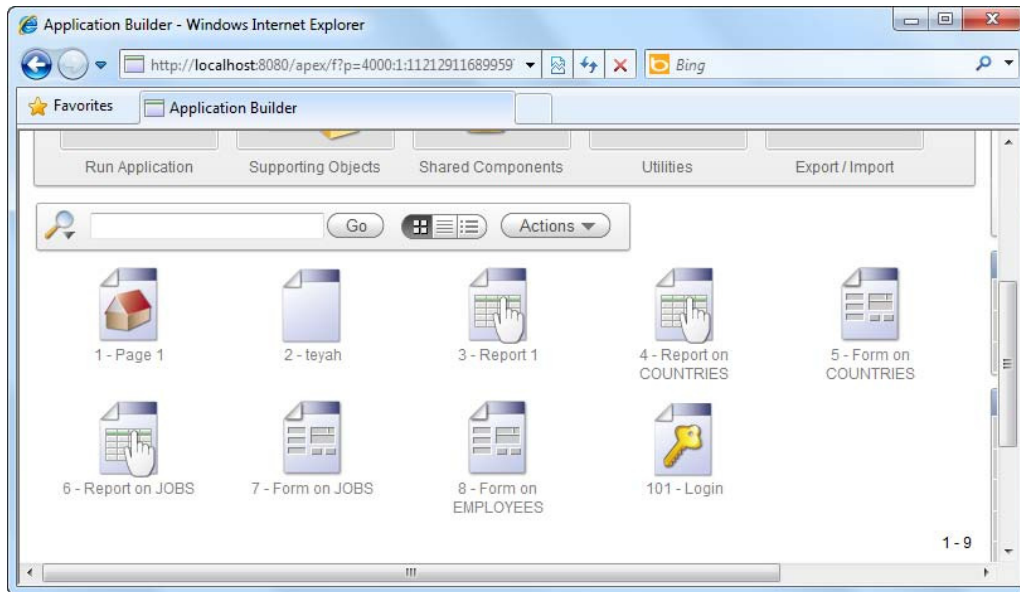 Application Builder - Windows Internet Explorer
http://localhost:8080/apex/f?p=4000:1:11212911689959
Bing
Favorites
Application Builder
Run Application Supporting Objects Shared Components Utilities Export / Import
Go Actions
1 - Page 1 2 - teyah 3 - Report 1 4 - Report on 5 - Form on
COUNTRIES COUNTRIES
6 - Report on JOBS 7 - Form on JOBS 8 - Form on 101 - Login
EMPLOYEES
1 - 9